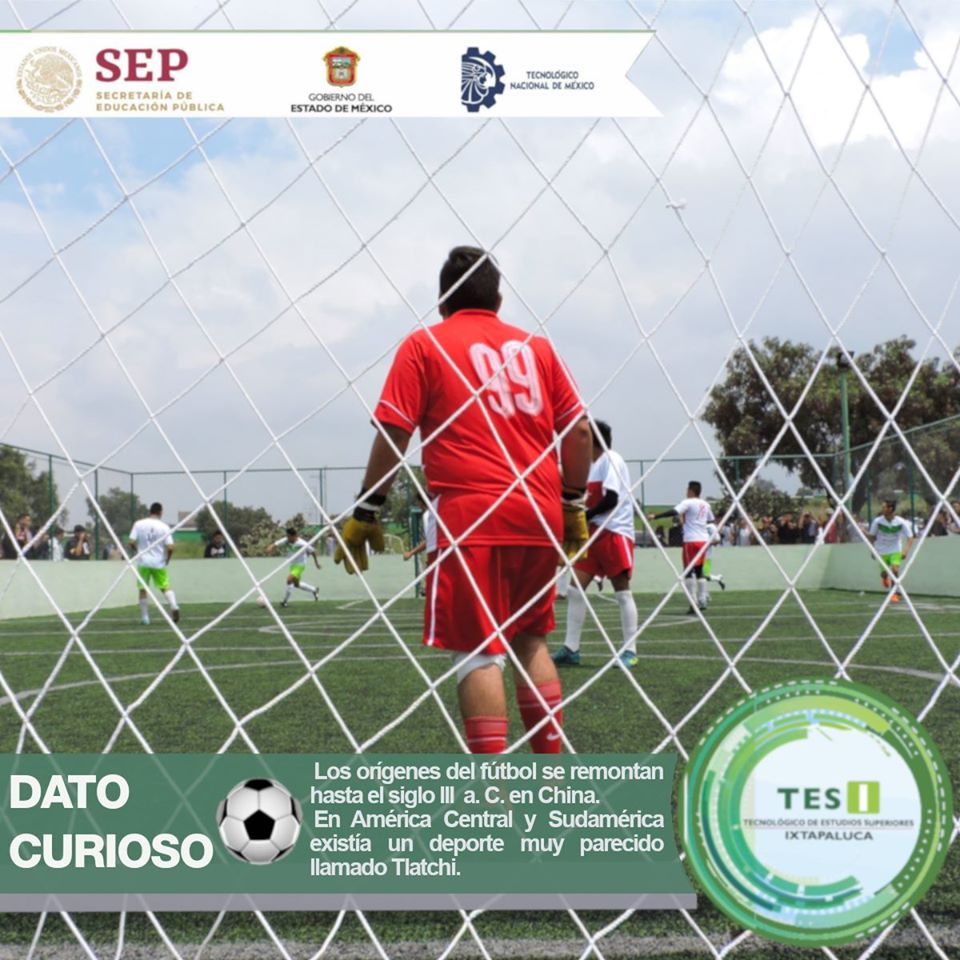 SEP
SECRETARÍA DE
EDUCACIÓN PÚBLICA
GOBIERNO DEL
ESTADO DE MÉXICO
TECNOLÓGICO
NACIONAL DE MÉXICO
99
DATO
CURIOSO
Los orígenes del fútbol se remontan
hasta el siglo III a. C. en China.
En América Central y Sudamérica
existía un deporte muy parecido
llamado Tlatchi.
TESI
TECNOLÓGICO DE ESTUDIOS SUPERIORES
IXTAPALUCA